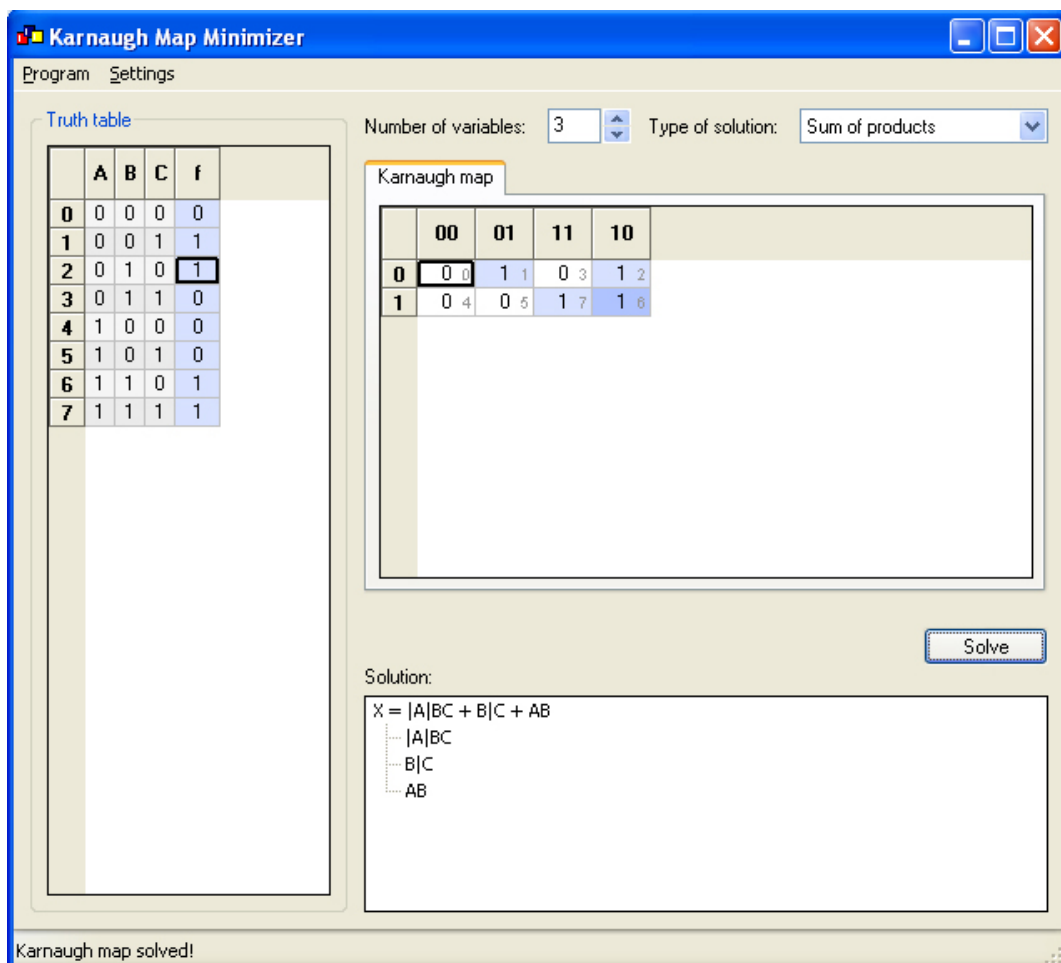 Karnaugh Map Minimizer
Program Settings
Truth table
A B C f
0 0 0 0 0
1 0 0 1 1
2 0 1 0 1
3 0 1 1 0
4 1 0 0 0
5 1 0 1 0
6 1 1 0 1
7 1 1 1 1
Number of variables: 3 Type of solution: Sum of products
Karnaugh map
00 01 11 10
0 0 0 1 1 0 3 1 2
1 0 4 0 5 1 7 1 6
Solve
Solution:
X = |A|BC + B|C + AB
|A|BC
B|C
AB
Karnaugh map solved!